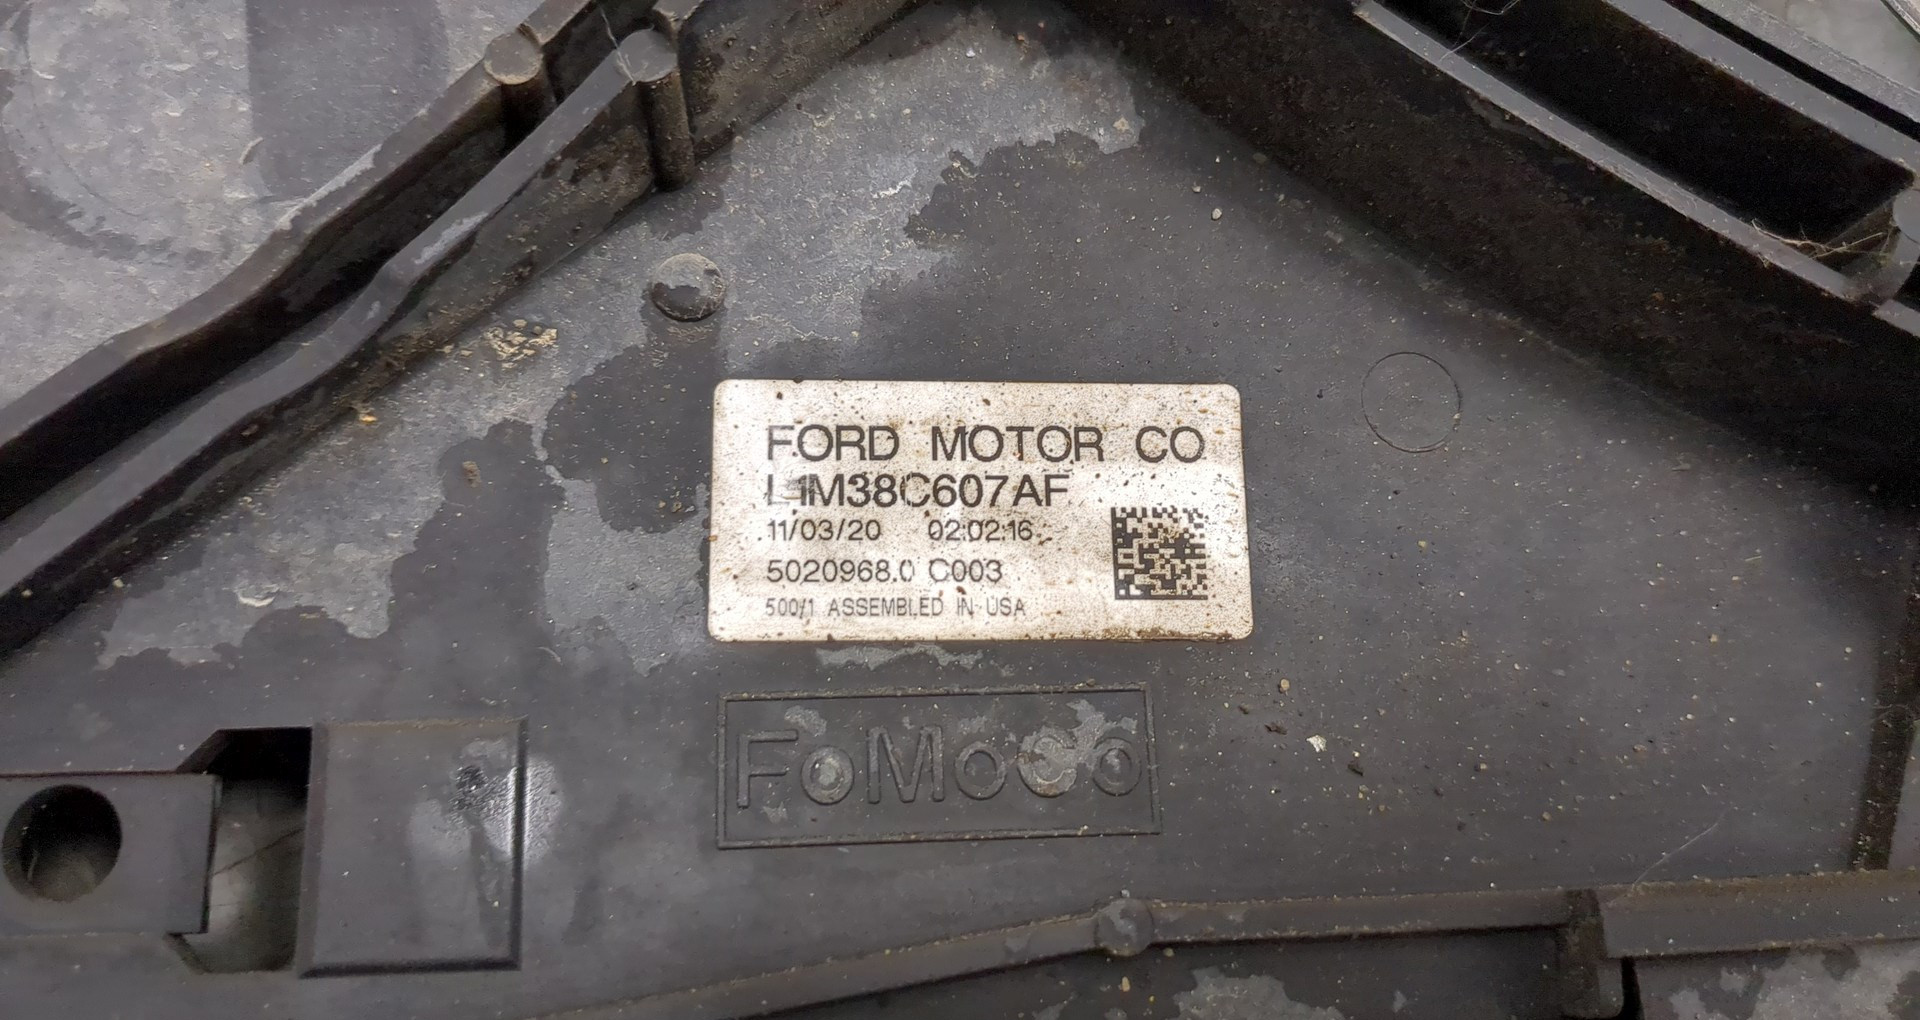 FORD MOTOR CO
L1M38C607AF
11/03/20 02:02:16
5020968.0 C003
500/1 ASSEMBLED IN USA
FoMoCo